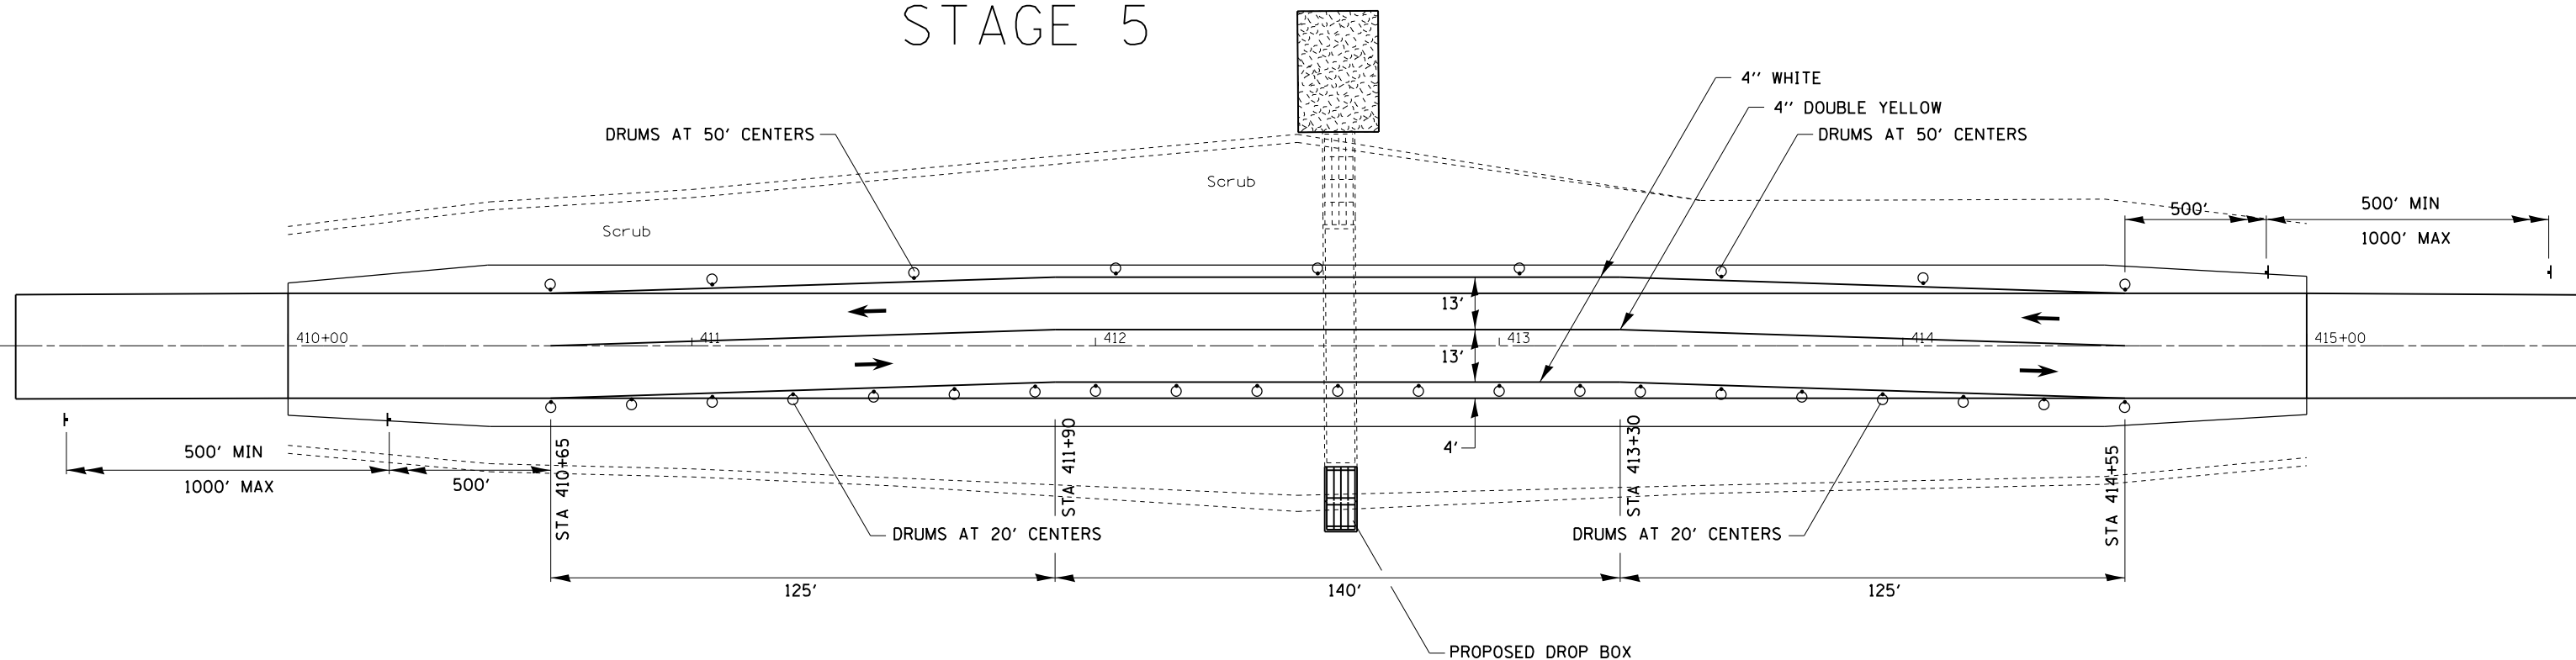 STAGE 5
4'' WHITE
4'' DOUBLE YELLOW
DRUMS AT 50' CENTERS
DRUMS AT 50' CENTERS
Scrub
Scrub
500'
500' MIN
1000' MAX
13'
13'
410+00
411
412
413
414
415+00
4'
500' MIN
1000' MAX
500'
STA 410+65
STA 411+90
STA 413+30
STA 414+55
DRUMS AT 20' CENTERS
DRUMS AT 20' CENTERS
125'
140'
125'
PROPOSED DROP BOX